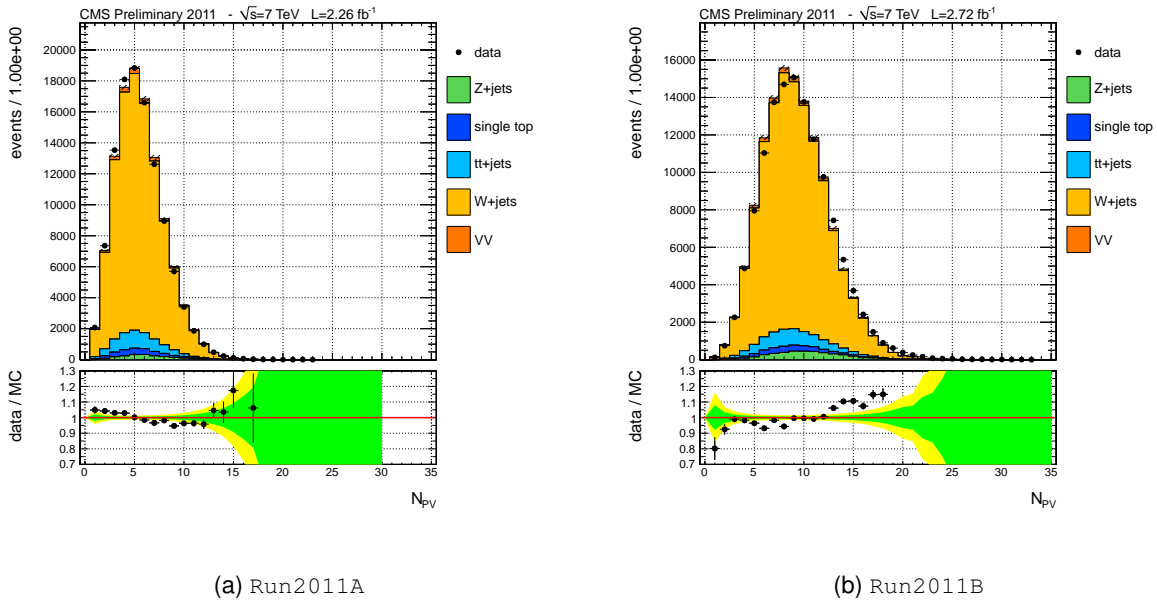 CMS Preliminary 2011 - √s=7 TeV L=2.26 fb⁻¹
events / 1.00e+00
20000
18000
16000
14000
12000
10000
8000
6000
4000
2000
0
data
Z+jets
single top
tt+jets
W+jets
VV
data / MC
1.3
1.2
1.1
1
0.9
0.8
0.7
0 5 10 15 20 25 30 35
N_PV
(a) Run2011A
CMS Preliminary 2011 - √s=7 TeV L=2.72 fb⁻¹
events / 1.00e+00
16000
14000
12000
10000
8000
6000
4000
2000
0
data
Z+jets
single top
tt+jets
W+jets
VV
data / MC
1.3
1.2
1.1
1
0.9
0.8
0.7
0 5 10 15 20 25 30 35
N_PV
(b) Run2011B